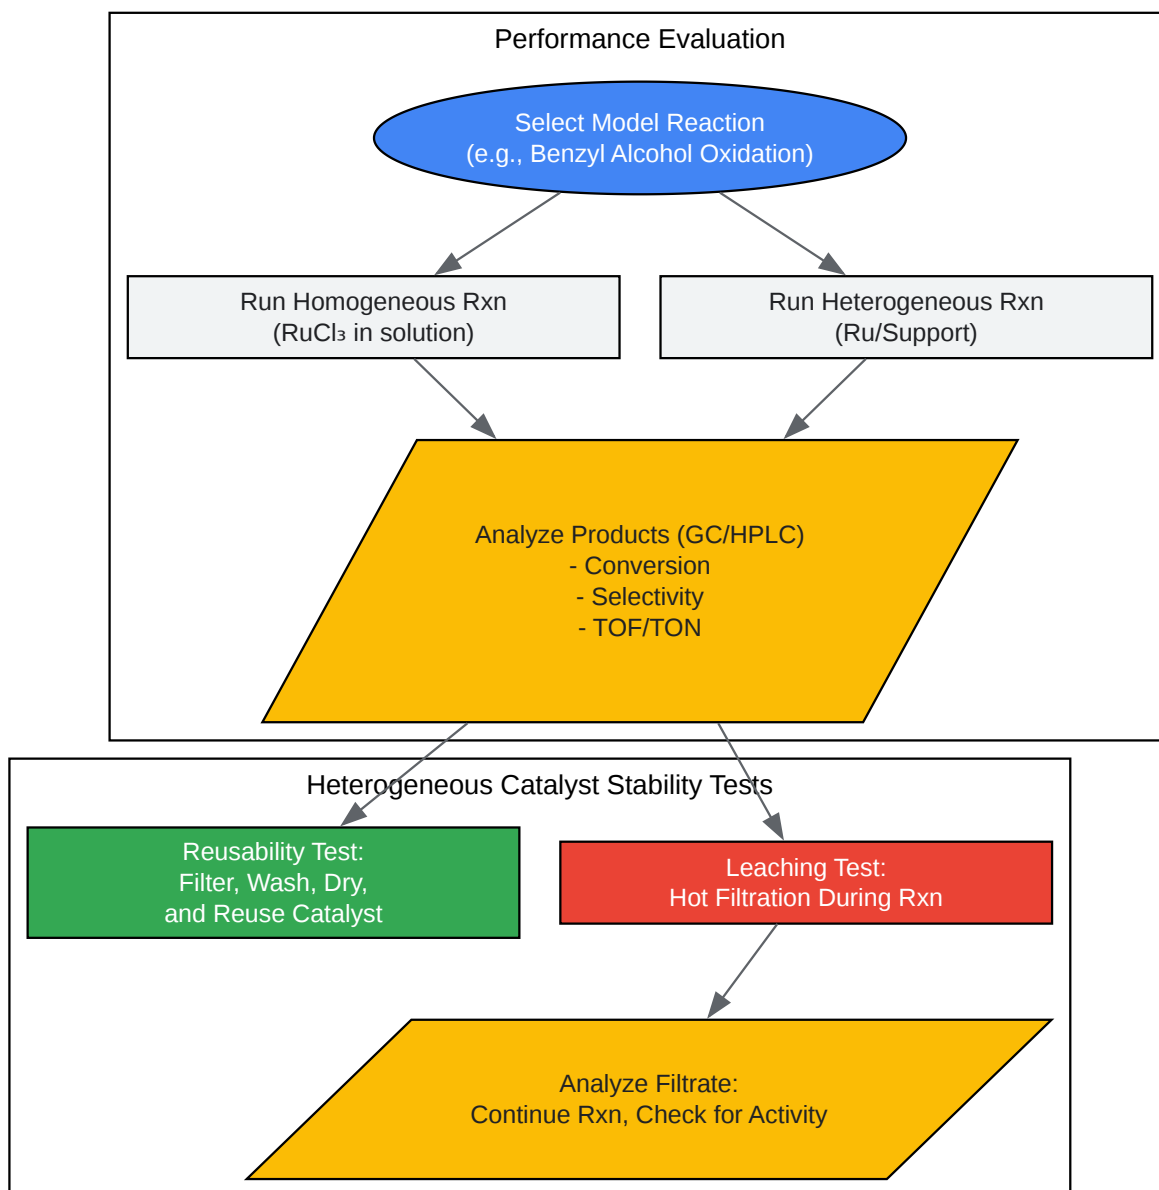 Performance Evaluation
Select Model Reaction
(e.g., Benzyl Alcohol Oxidation)
Run Homogeneous Rxn
(RuCl₃ in solution)
Run Heterogeneous Rxn
(Ru/Support)
Analyze Products (GC/HPLC)
- Conversion
- Selectivity
- TOF/TON
Heterogeneous Catalyst Stability Tests
Reusability Test:
Filter, Wash, Dry,
and Reuse Catalyst
Leaching Test:
Hot Filtration During Rxn
Analyze Filtrate:
Continue Rxn, Check for Activity